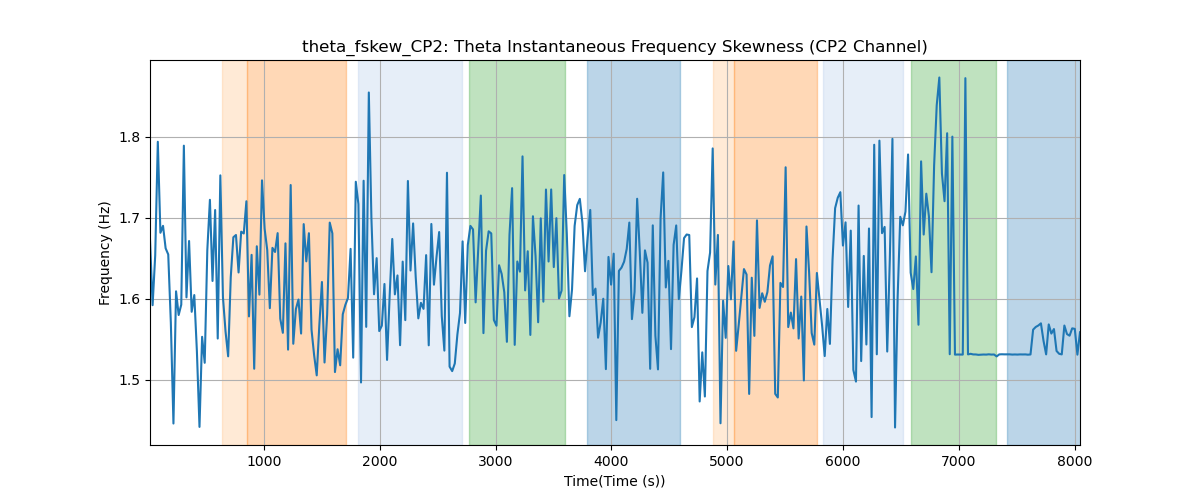 theta_fskew_CP2: Theta Instantaneous Frequency Skewness (CP2 Channel)
1.8
1.7
1.6
1.5
Frequency (Hz)
1000 2000 3000 4000 5000 6000 7000 8000
Time(Time (s))